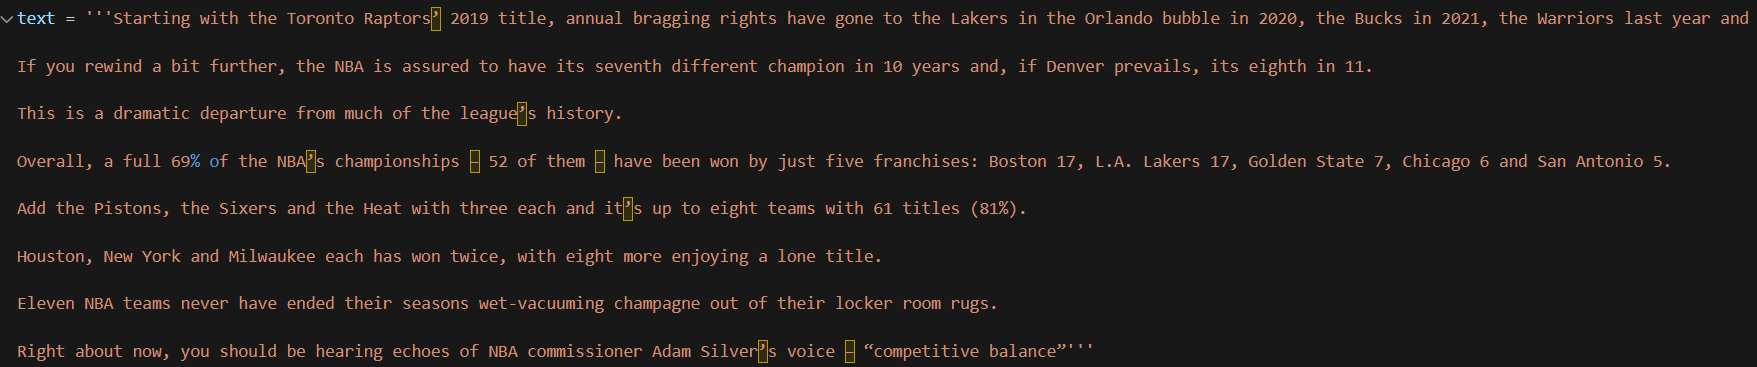 text = '''Starting with the Toronto Raptors’ 2019 title, annual bragging rights have gone to the Lakers in the Orlando bubble in 2020, the Bucks in 2021, the Warriors last year and
If you rewind a bit further, the NBA is assured to have its seventh different champion in 10 years and, if Denver prevails, its eighth in 11.
This is a dramatic departure from much of the league’s history.
Overall, a full 69% of the NBA’s championships – 52 of them – have been won by just five franchises: Boston 17, L.A. Lakers 17, Golden State 7, Chicago 6 and San Antonio 5.
Add the Pistons, the Sixers and the Heat with three each and it’s up to eight teams with 61 titles (81%).
Houston, New York and Milwaukee each has won twice, with eight more enjoying a lone title.
Eleven NBA teams never have ended their seasons wet-vacuuming champagne out of their locker room rugs.
Right about now, you should be hearing echoes of NBA commissioner Adam Silver’s voice – “competitive balance”'''